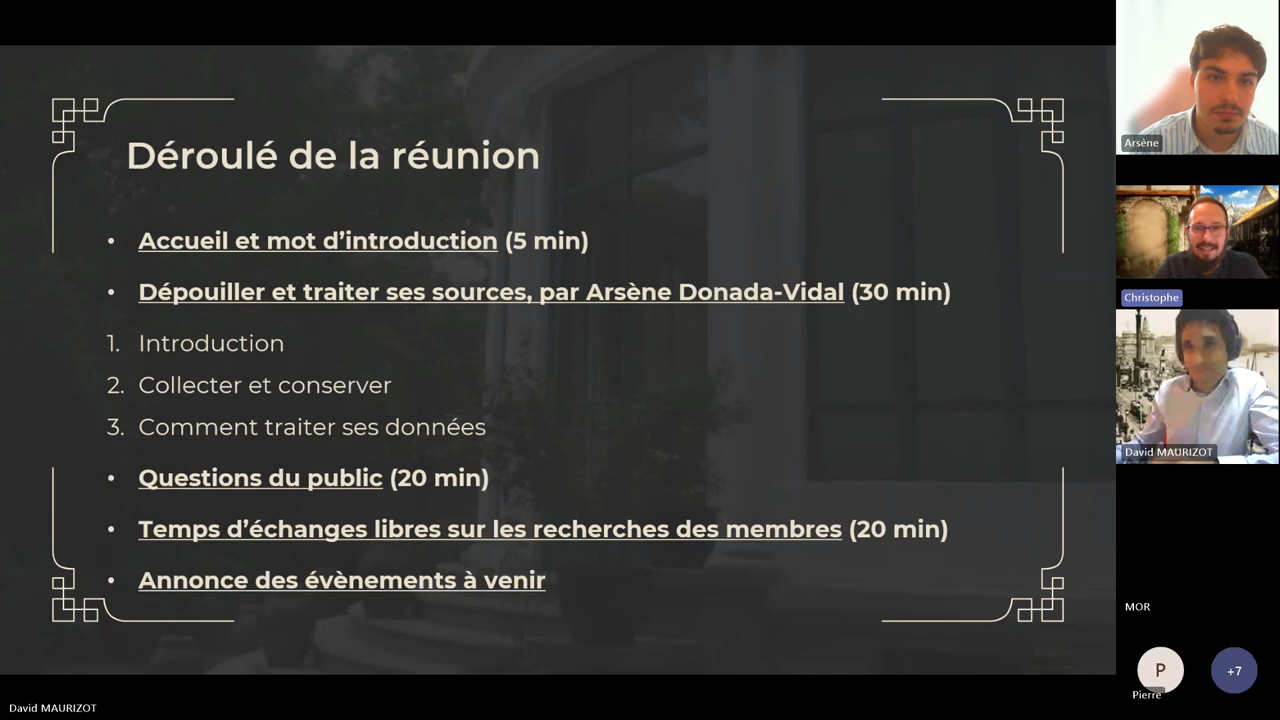 Déroulé de la réunion
• Accueil et mot d’introduction (5 min)
• Dépouiller et traiter ses sources, par Arsène Donada-Vidal (30 min)
1. Introduction
2. Collecter et conserver
3. Comment traiter ses données
• Questions du public (20 min)
• Temps d’échanges libres sur les recherches des membres (20 min)
• Annonce des évènements à venir
Arsène
Christophe
David MAURIZOT
MOR
P
Pierre
+7
David MAURIZOT